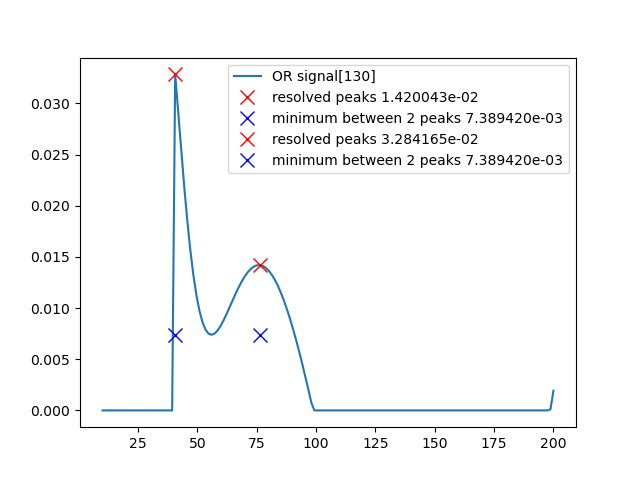 OR signal[130]
resolved peaks 1.420043e-02
minimum between 2 peaks 7.389420e-03
resolved peaks 3.284165e-02
minimum between 2 peaks 7.389420e-03
0.030
0.025
0.020
0.015
0.010
0.005
0.000
25 50 75 100 125 150 175 200